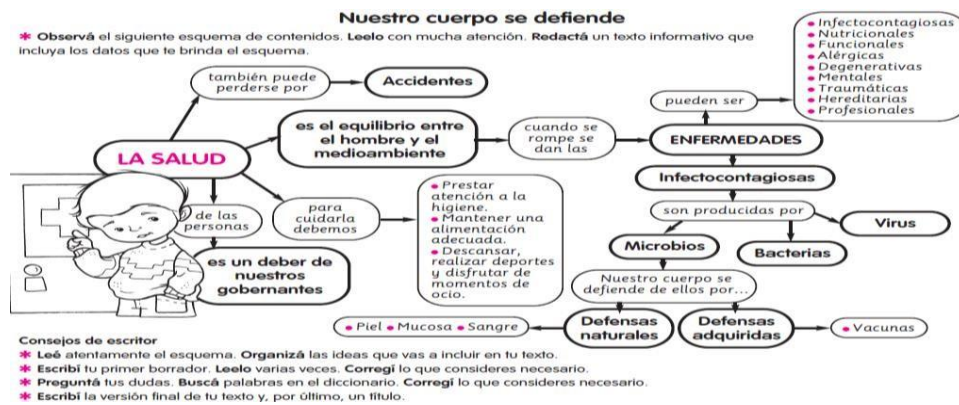 Nuestro cuerpo se defiende
* Observá el siguiente esquema de contenidos. Leelo con mucha atención. Redactá un texto informativo que
incluya los datos que te brinda el esquema.
también puede
perderse por
Accidentes
LA SALUD
es el equilibrio entre
el hombre y el
medioambiente
cuando se
rompe se
dan las
ENFERMEDADES
pueden ser
• Infectocontagiosas
• Nutricionales
• Funcionales
• Alérgicas
• Degenerativas
• Mentales
• Traumáticas
• Hereditarias
• Profesionales
Infectocontagiosas
son producidas por
Microbios
Bacterias
Virus
Nuestro cuerpo se
defiende de ellos por...
Defensas
naturales
• Piel • Mucosa • Sangre
Defensas
adquiridas
• Vacunas
de las
personas
es un deber de
nuestros
gobernantes
para
cuidarla
debemos
• Prestar
atención a la
higiene.
• Mantener una
alimentación
adecuada.
• Descansar,
realizar deportes
y disfrutar de
momentos de
ocio.
Consejos de escritor
* Leé atentamente el esquema. Organizá las ideas que vas a incluir en tu texto.
* Escribí tu primer borrador. Leelo varias veces. Corregí lo que consideres necesario.
* Preguntá tus dudas. Buscá palabras en el diccionario. Corregí lo que consideres necesario.
* Escribí la versión final de tu texto y, por último, un título.